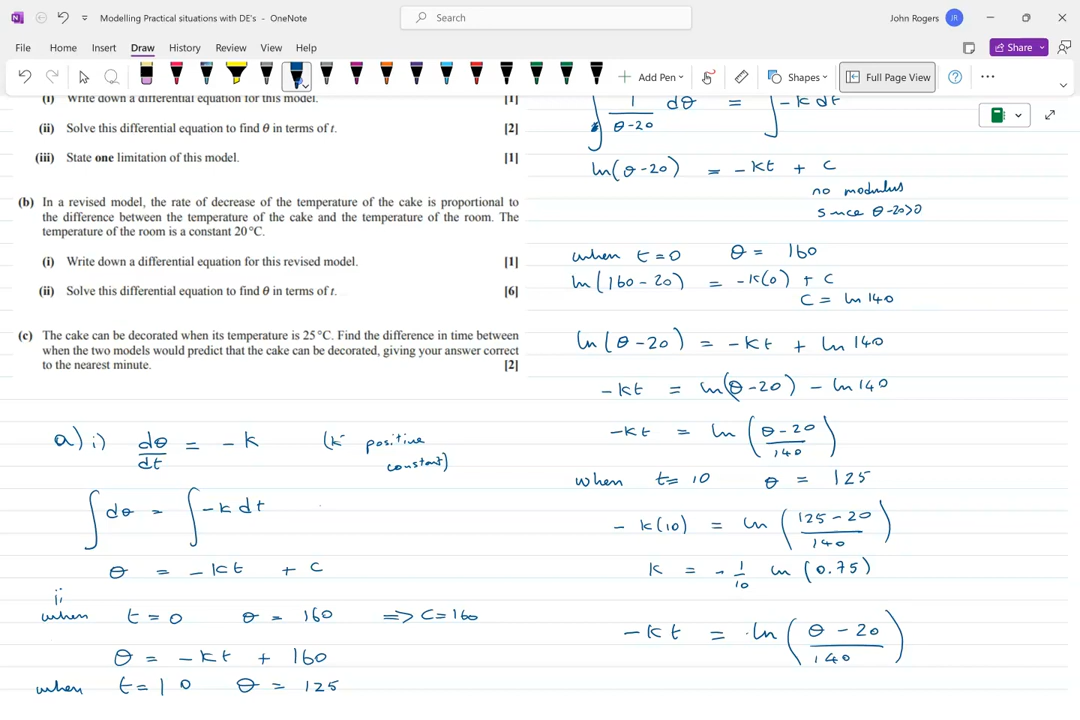 Modelling Practical situations with DE's - OneNote
Search
John Rogers
JR
File Home Insert Draw History Review View Help
Share
Add Pen
Shapes
Full Page View
(i) Write down a differential equation for this model. [1]
(ii) Solve this differential equation to find θ in terms of t. [2]
(iii) State one limitation of this model. [1]
(b) In a revised model, the rate of decrease of the temperature of the cake is proportional to
the difference between the temperature of the cake and the temperature of the room. The
temperature of the room is a constant 20 °C.
(i) Write down a differential equation for this revised model. [1]
(ii) Solve this differential equation to find θ in terms of t. [6]
(c) The cake can be decorated when its temperature is 25 °C. Find the difference in time between
when the two models would predict that the cake can be decorated, giving your answer correct
to the nearest minute. [2]
a) i) dθ/dt = -k (k positive
constant)
∫ dθ = ∫ -k dt
θ = -kt + c
ii
when t = 0 θ = 160 => C = 160
θ = -kt + 160
when t = 10 θ = 125
∫ 1/(θ-20) dθ = ∫ -k dt
ln(θ-20) = -kt + c
no modulus
since θ-20>0
when t = 0 θ = 160
ln(160-20) = -k(0) + c
c = ln 140
ln(θ-20) = -kt + ln 140
-kt = ln(θ-20) - ln 140
-kt = ln((θ-20)/140)
when t = 10 θ = 125
-k(10) = ln((125-20)/140)
k = -1/10 ln(0.75)
-kt = ln((θ-20)/140)